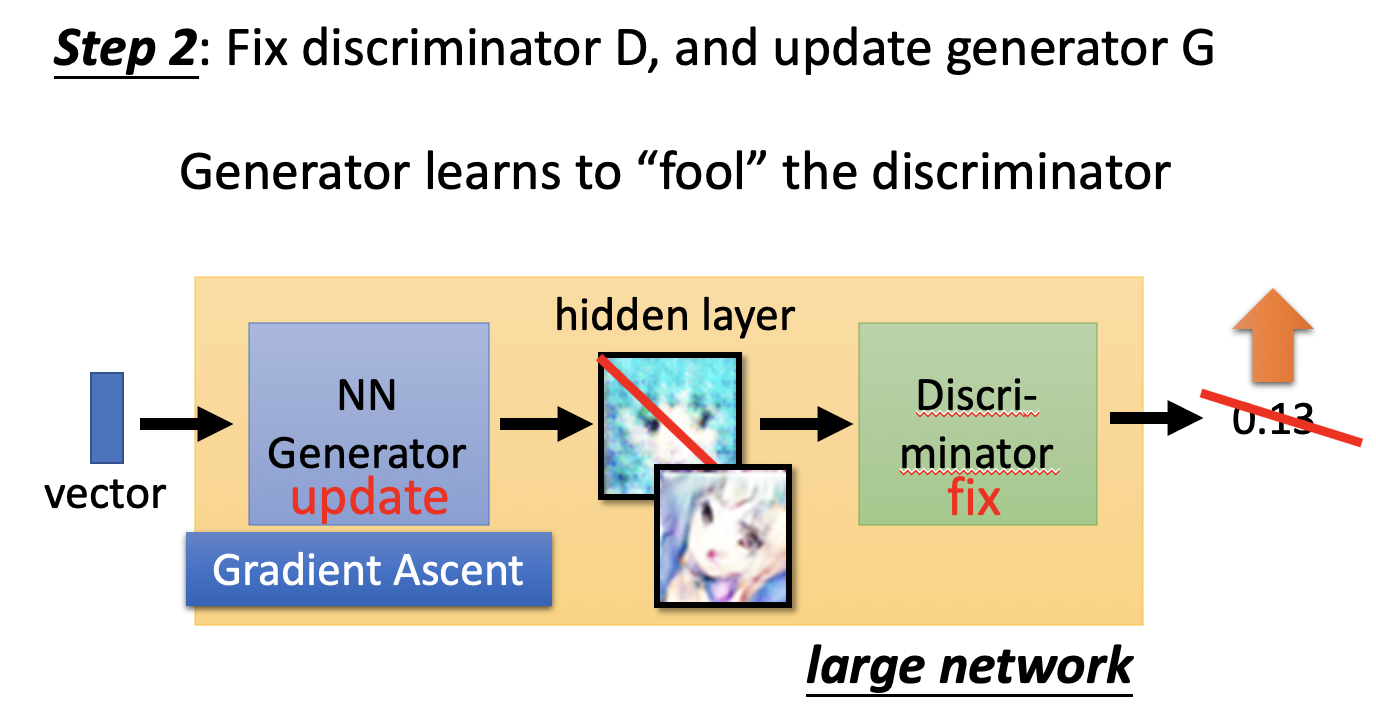 Step 2: Fix discriminator D, and update generator G
Generator learns to “fool” the discriminator
hidden layer
NN
Generator
update
Discri-
minator
fix
0.13
vector
Gradient Ascent
large network